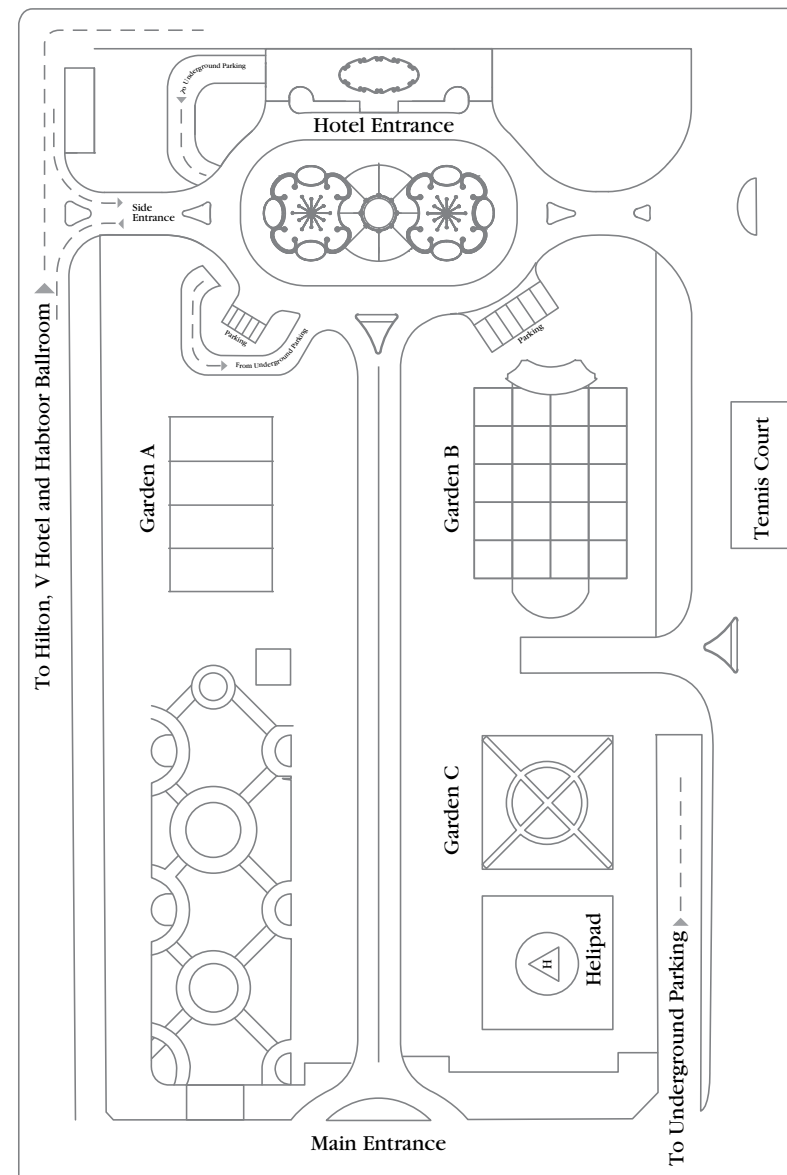 To Underground Parking
Hotel Entrance
Side
Entrance
Parking
From Underground Parking
Parking
To Hilton, V Hotel and Habtoor Ballroom
Garden A
Garden B
Tennis Court
Garden C
Helipad
H
To Underground Parking
Main Entrance